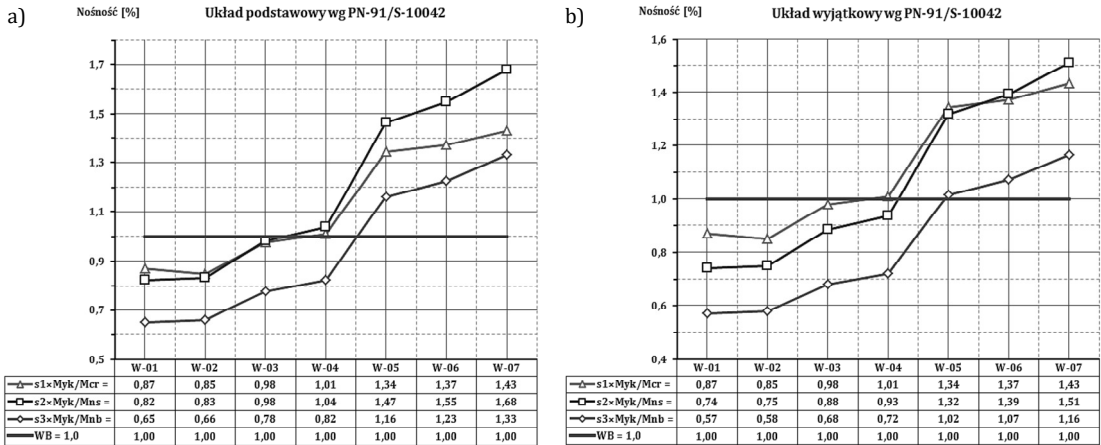 a)
Nośność [%]
Układ podstawowy wg PN-91/S-10042
1,7
1,5
1,3
1,1
0,9
0,7
0,5
W-01 W-02 W-03 W-04 W-05 W-06 W-07
s1×Myk/Mcr = 0,87 0,85 0,98 1,01 1,34 1,37 1,43
s2×Myk/Mns = 0,82 0,83 0,98 1,04 1,47 1,55 1,68
s3×Myk/Mnb = 0,65 0,66 0,78 0,82 1,16 1,23 1,33
WB = 1,0 1,00 1,00 1,00 1,00 1,00 1,00 1,00
b)
Nośność [%]
Układ wyjątkowy wg PN-91/S-10042
1,6
1,4
1,2
1,0
0,8
0,6
0,4
W-01 W-02 W-03 W-04 W-05 W-06 W-07
s1×Myk/Mcr = 0,87 0,85 0,98 1,01 1,34 1,37 1,43
s2×Myk/Mns = 0,74 0,75 0,88 0,93 1,32 1,39 1,51
s3×Myk/Mnb = 0,57 0,58 0,68 0,72 1,02 1,07 1,16
WB = 1,0 1,00 1,00 1,00 1,00 1,00 1,00 1,00